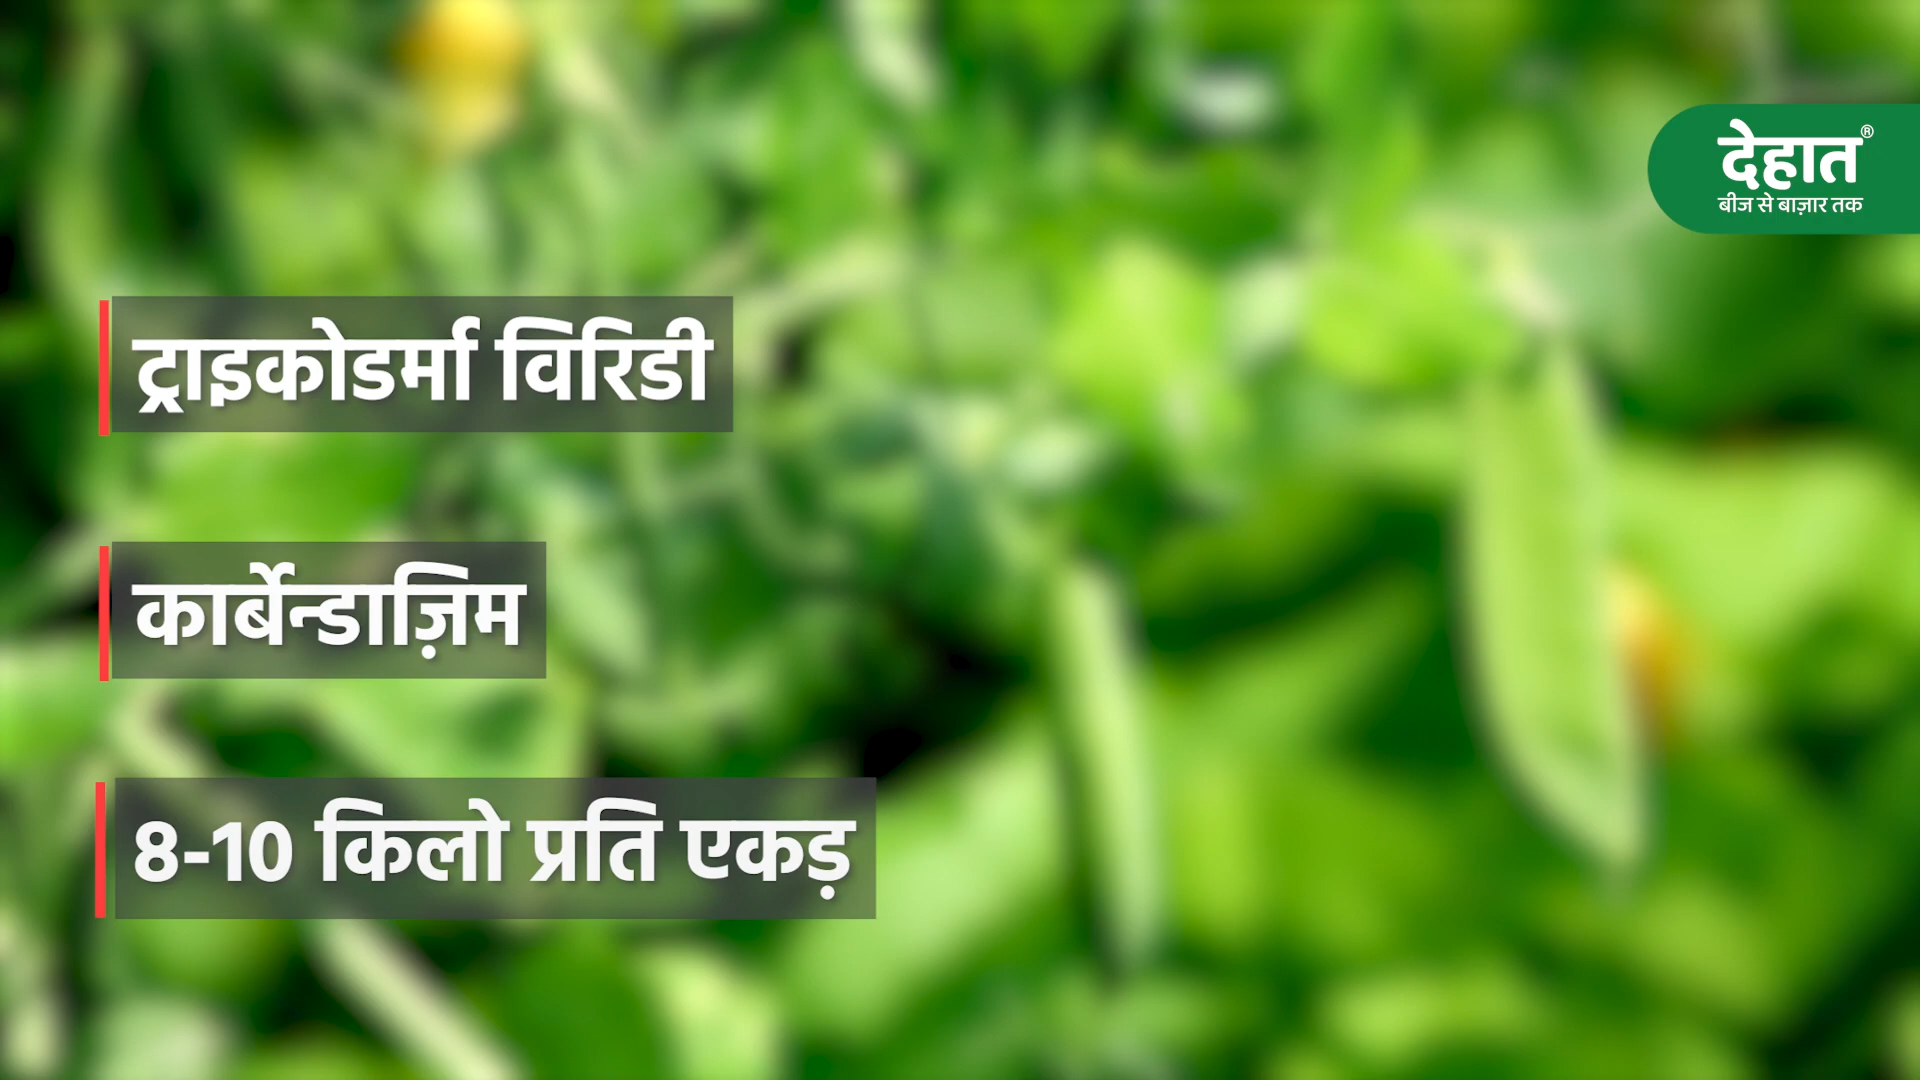 देहात®
बीज से बाज़ार तक
ट्राइकोडर्मा विरिडी
कार्बेन्डाज़िम
8-10 किलो प्रति एकड़